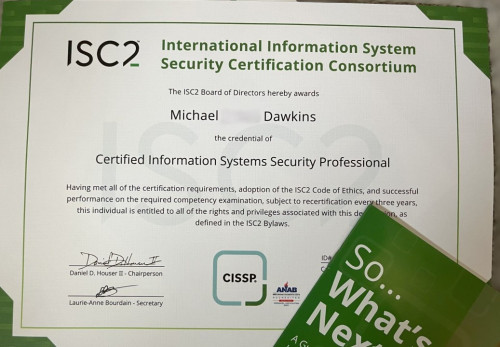 ISC2
International Information System
Security Certification Consortium
The ISC2 Board of Directors hereby awards
Michael Dawkins
the credential of
Certified Information Systems Security Professional
Having met all of the certification requirements, adoption of the ISC2 Code of Ethics, and successful
performance on the required competency examination, subject to recertification every three years,
this individual is entitled to all of the rights and privileges associated with this as
defined in the ISC2 Bylaws.
Daniel D. Houser II - Chairperson
Laurie-Anne Bourdain - Secretary
CISSP.
ANAB
ID#
So...
What's
Next